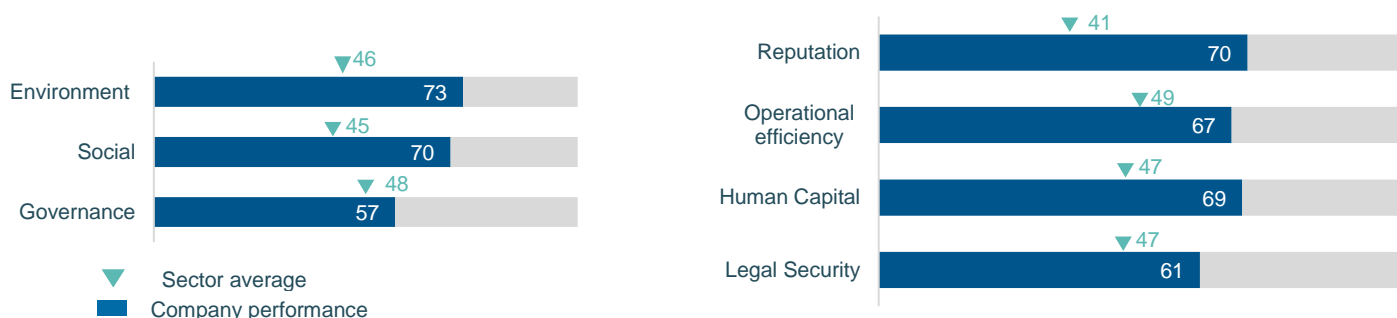 46
Environment
73
45
Social
70
48
Governance
57
Sector average
Company performance
41
Reputation
70
49
Operational
efficiency
67
47
Human Capital
69
47
Legal Security
61